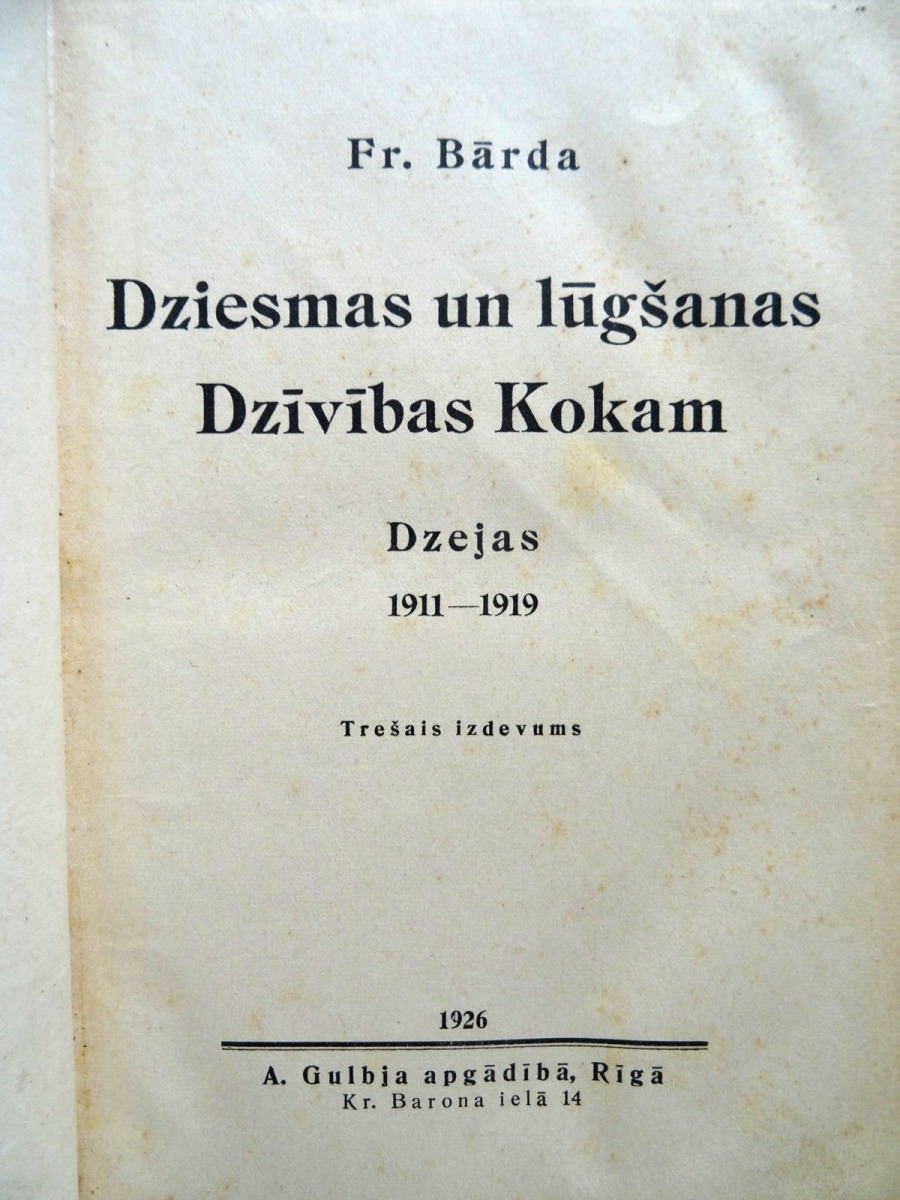 Fr. Bārda
Dziesmas un lūgšanas
Dzīvības Kokam
Dzejas
1911—1919
Trešais izdevums
1926
A. Gulbja apgādībā, Rīgā
Kr. Barona ielā 14